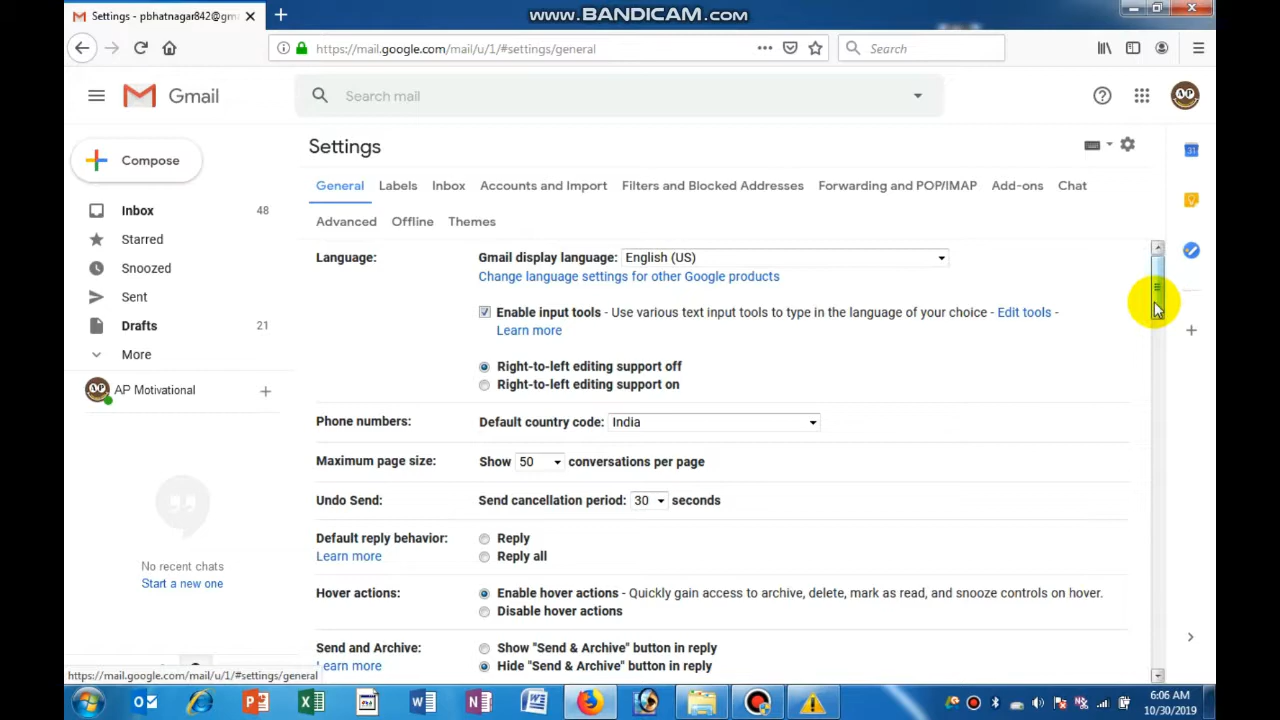 www.BANDICAM.com
Settings - pbhatnagar842@gma
https://mail.google.com/mail/u/1/#settings/general
Search
Gmail
Search mail
Compose
Inbox 48
Starred
Snoozed
Sent
Drafts 21
More
AP Motivational
No recent chats
Start a new one
Settings
General Labels Inbox Accounts and Import Filters and Blocked Addresses Forwarding and POP/IMAP Add-ons Chat
Advanced Offline Themes
Language: Gmail display language: English (US)
Change language settings for other Google products
Enable input tools - Use various text input tools to type in the language of your choice - Edit tools -
Learn more
Right-to-left editing support off
Right-to-left editing support on
Phone numbers: Default country code: India
Maximum page size: Show 50 conversations per page
Undo Send: Send cancellation period: 30 seconds
Default reply behavior: Reply
Learn more Reply all
Hover actions: Enable hover actions - Quickly gain access to archive, delete, mark as read, and snooze controls on hover.
Disable hover actions
Send and Archive: Show "Send & Archive" button in reply
Learn more Hide "Send & Archive" button in reply
31
https://mail.google.com/mail/u/1/#settings/general
6:06 AM
10/30/2019